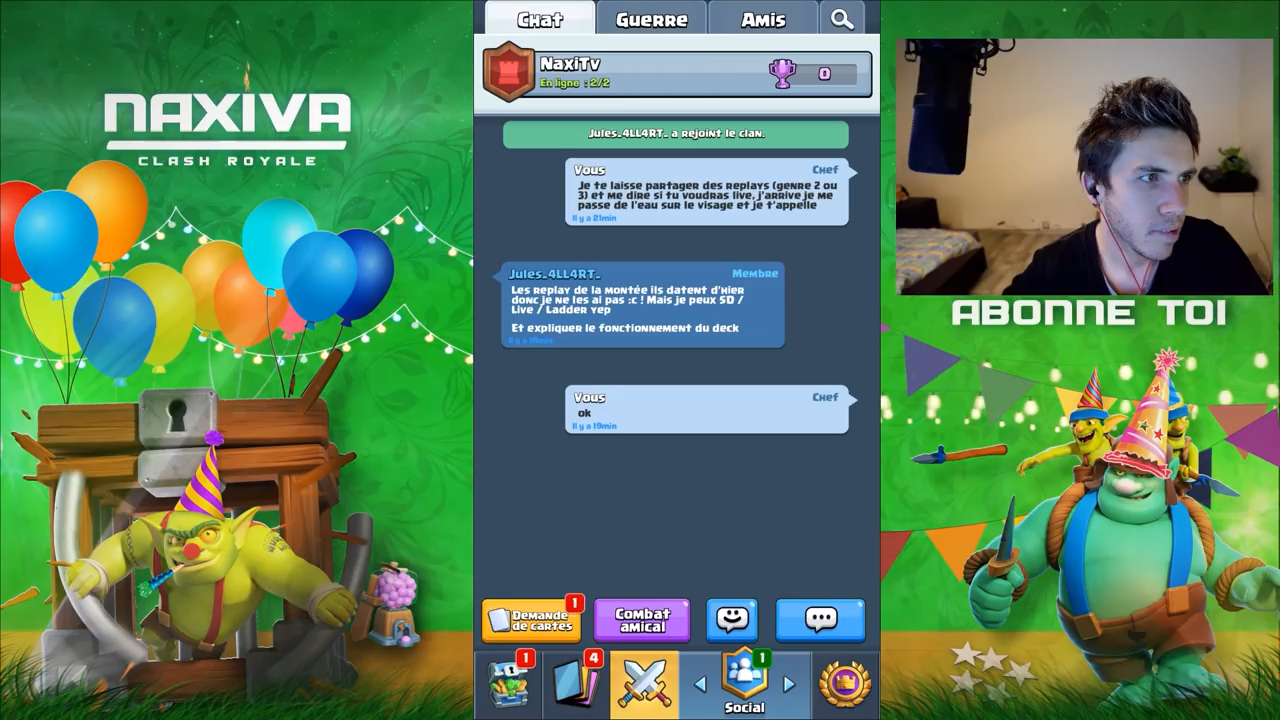 NAXIVA
CLASH ROYALE
Chat
Guerre
Amis
NaxiTv
En ligne : 2/2
0
Jules_4LL4RT_ a rejoint le clan.
Vous
Chef
Je te laisse partager des replays (genre 2 ou
3) et me dire si tu voudras live, j'arrive je me
passe de l'eau sur le visage et je t'appelle
Il y a 21min
Jules_4LL4RT_
Membre
Les replay de la montée ils datent d'hier
donc je ne les ai pas :c ! Mais je peux SD /
Live / Ladder yep
Et expliquer le fonctionnement du deck
Vous
Chef
ok
Il y a 19min
Demande
de cartes
1
Combat
amical
1
4
1
Social
ABONNE TOI